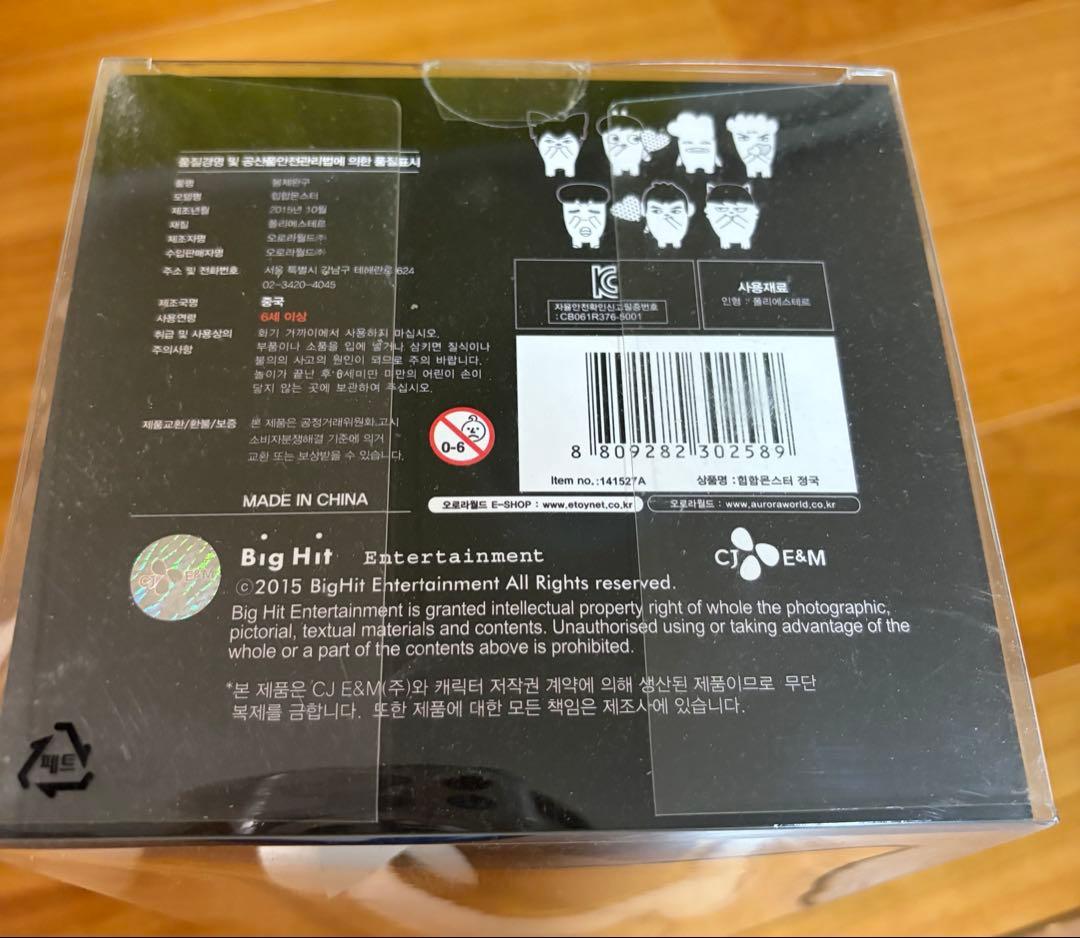 품질경영 및 공산품안전관리법에 의한 품질표시
품명 봉제완구
모델명 힙합몬스터
제조년월 2015년 10월
재질 폴리에스테르
제조자명 오로라월드㈜
수입판매자명 오로라월드㈜
주소 및 전화번호 서울 특별시 강남구 테헤란로 624
02-3420-4045
제조국명 중국
사용연령 6세 이상
취급 및 사용상의 화기 가까이에서 사용하지 마십시오.
주의사항 부품이나 소품을 입에 넣거나 삼키면 질식이나
불의의 사고의 원인이 되므로 주의 바랍니다.
놀이가 끝난 후 6세미만 미만의 어린이 손이
닿지 않는 곳에 보관하여 주십시오.
제품교환/환불/보증 본 제품은 공정거래위원회 고시
소비자분쟁해결 기준에 의거
교환 또는 보상받을 수 있습니다.
0-6
MADE IN CHINA
KC
자율안전확인신고필증번호
:CB061R376-5001
사용재료
인형 : 폴리에스테르
8 809282 302589
Item no.:141527A 상품명 : 힙합몬스터 정국
오로라월드 E-SHOP : www.etoynet.co.kr
오로라월드 : www.auroraworld.co.kr
CJ E&M
Big Hit Entertainment
CJ E&M
ⓒ2015 BigHit Entertainment All Rights reserved.
Big Hit Entertainment is granted intellectual property right of whole the photographic,
pictorial, textual materials and contents. Unauthorised using or taking advantage of the
whole or a part of the contents above is prohibited.
*본 제품은 CJ E&M(주)와 캐릭터 저작권 계약에 의해 생산된 제품이므로 무단
복제를 금합니다. 또한 제품에 대한 모든 책임은 제조사에 있습니다.
페트